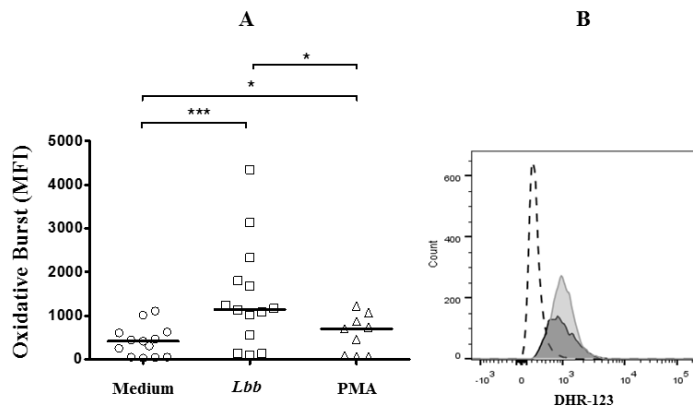 A
B
*
*
***
Oxidative Burst (MFI)
5000
4000
3000
2000
1000
0
Medium
Lbb
PMA
Count
600
400
200
0
-10³
0
10³
10⁴
10⁵
DHR-123